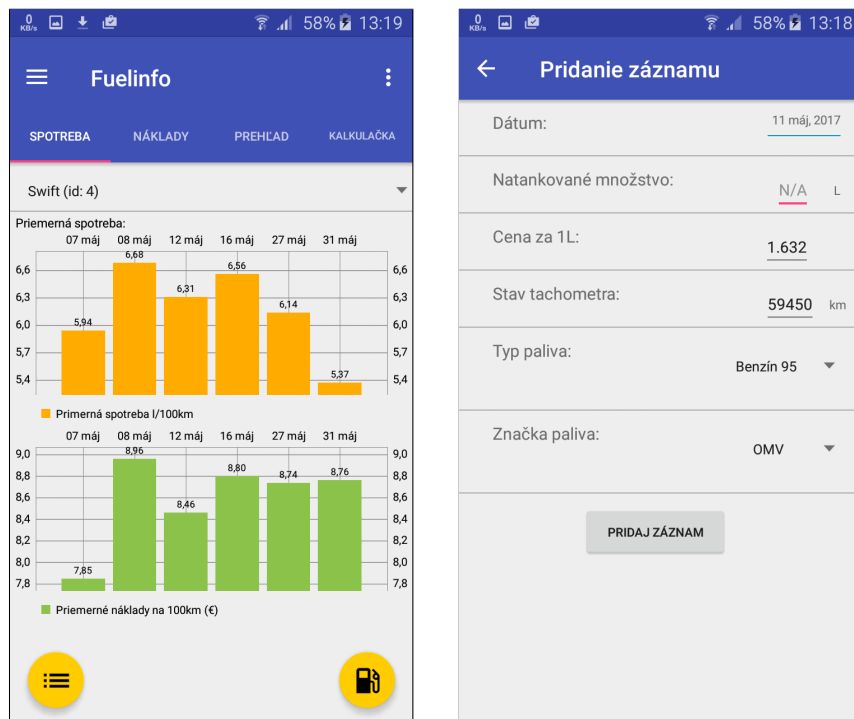 0 KB/s 58% 13:19
Fuelinfo
SPOTREBA NÁKLADY PREHĽAD KALKULAČKA
Swift (id: 4)
Priemerná spotreba:
07 máj 08 máj 12 máj 16 máj 27 máj 31 máj
6,68
6,56
6,6 6,6
6,31
6,3 6,3
6,14
6,0 6,0
5,94
5,7 5,7
5,37
5,4 5,4
Primerná spotreba l/100km
07 máj 08 máj 12 máj 16 máj 27 máj 31 máj
9,0 8,96 9,0
8,8 8,80 8,74 8,76 8,8
8,6 8,6
8,46
8,4 8,4
8,2 8,2
8,0 8,0
7,85
7,8 7,8
Priemerné náklady na 100km (€)
0 KB/s 58% 13:18
Pridanie záznamu
Dátum: 11 máj, 2017
Natankované množstvo: N/A L
Cena za 1L: 1.632
Stav tachometra: 59450 km
Typ paliva: Benzín 95
Značka paliva: OMV
PRIDAJ ZÁZNAM